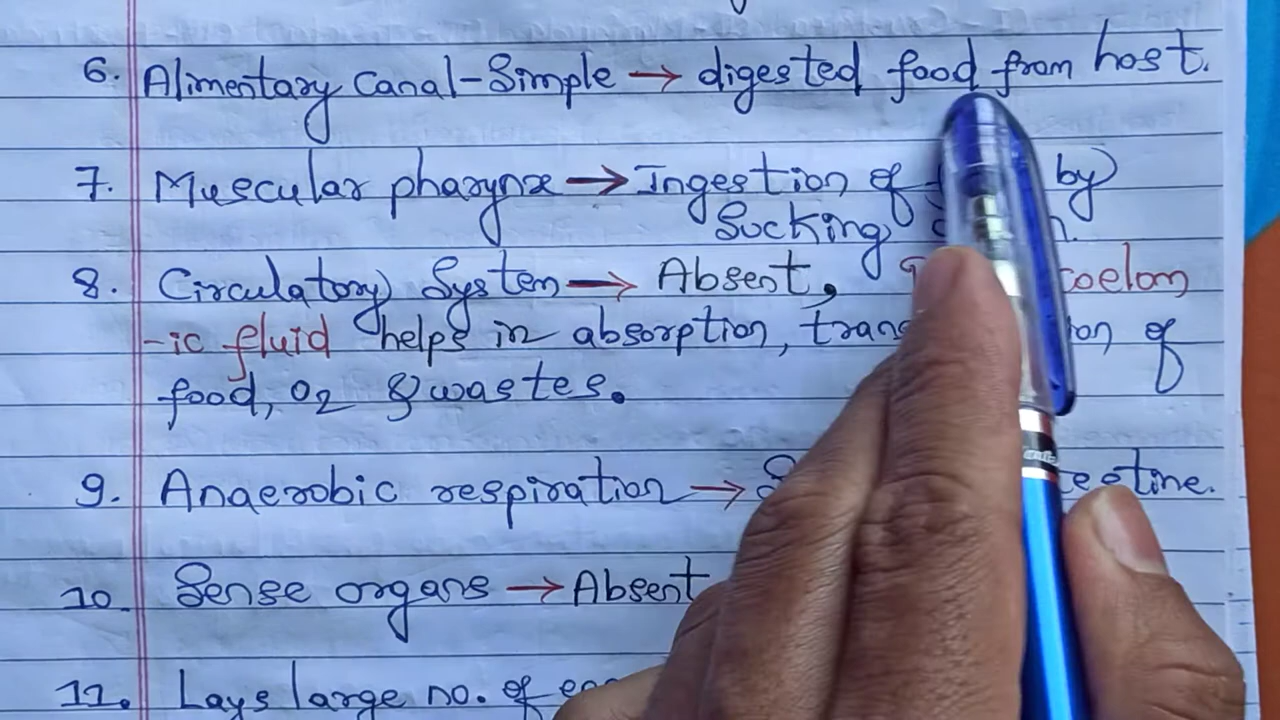 6. Alimentary Canal-Simple → digested food from host.
7. Muscular pharynx → Ingestion of by
Sucking
8. Circulatory System → Absent, coelom
-ic fluid helps in absorption, of
food, O2 & wastes.
9. Anaerobic respiration →
10. Sense organs → Absent
11. Lays large no. of